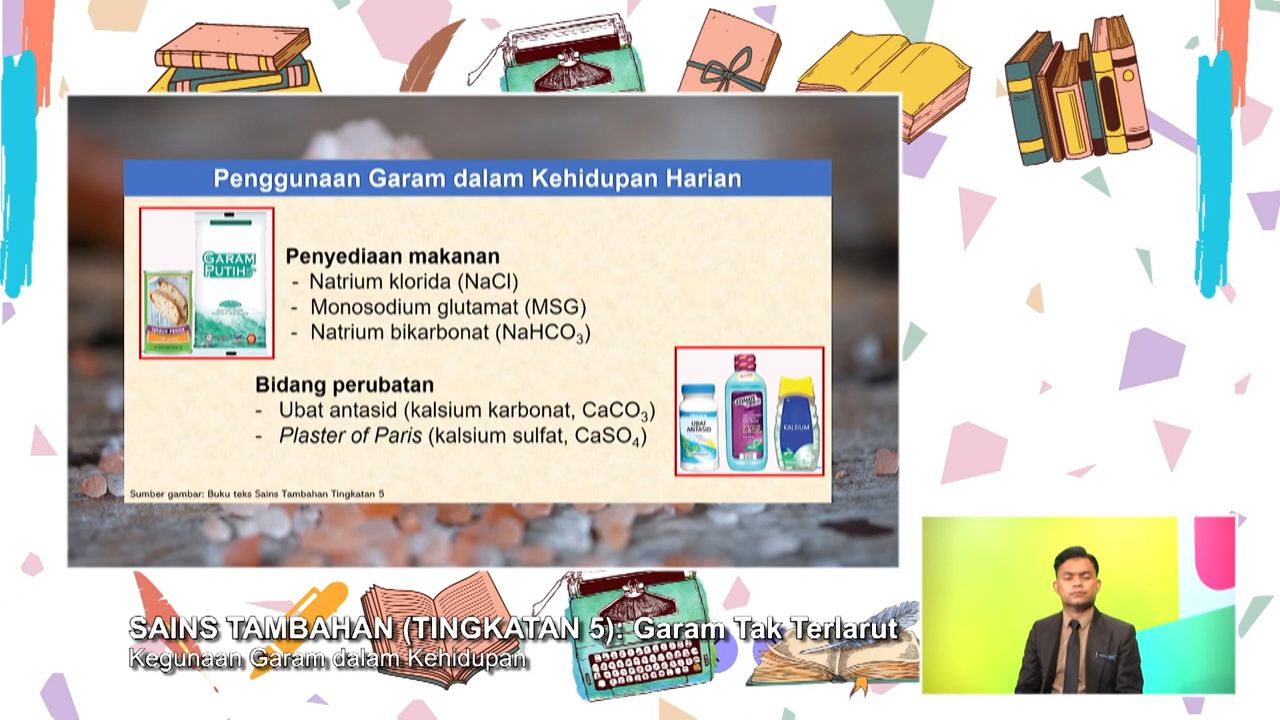 Penggunaan Garam dalam Kehidupan Harian
GARAM
PUTIH
Penyediaan makanan
- Natrium klorida (NaCl)
- Monosodium glutamat (MSG)
- Natrium bikarbonat (NaHCO₃)
Bidang perubatan
- Ubat antasid (kalsium karbonat, CaCO₃)
- Plaster of Paris (kalsium sulfat, CaSO₄)
UBAT
ANTASID
KALSIUM
Sumber gambar: Buku teks Sains Tambahan Tingkatan 5
SAINS TAMBAHAN (TINGKATAN 5): Garam Tak Terlarut
Kegunaan Garam dalam Kehidupan